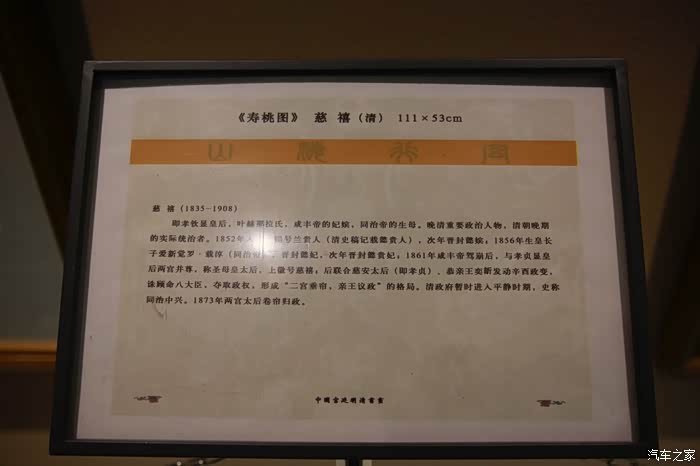 《寿桃图》 慈 禧（清） 111×53cm
慈 禧（1835-1908）
即孝钦显皇后，叶赫那拉氏，咸丰帝的妃嫔，同治帝的生母。晚清重要政治人物，清朝晚期
的实际统治者。1852年入 赐号兰贵人（清史稿记载懿贵人），次年晋封懿嫔；1856年生皇长
子爱新觉罗·载淳（同治帝），晋封懿妃，次年晋封懿贵妃；1861年咸丰帝驾崩后，与孝贞显皇
后两宫并尊，称圣母皇太后，上徽号慈禧；后联合慈安太后（即孝贞）、恭亲王奕䜣发动辛酉政变，
诛顾命八大臣，夺取政权，形成“二宫垂帘，亲王议政”的格局。清政府暂时进入平静时期，史称
同治中兴。1873年两宫太后卷帘归政。
中國宮廷明清書畫
汽车之家